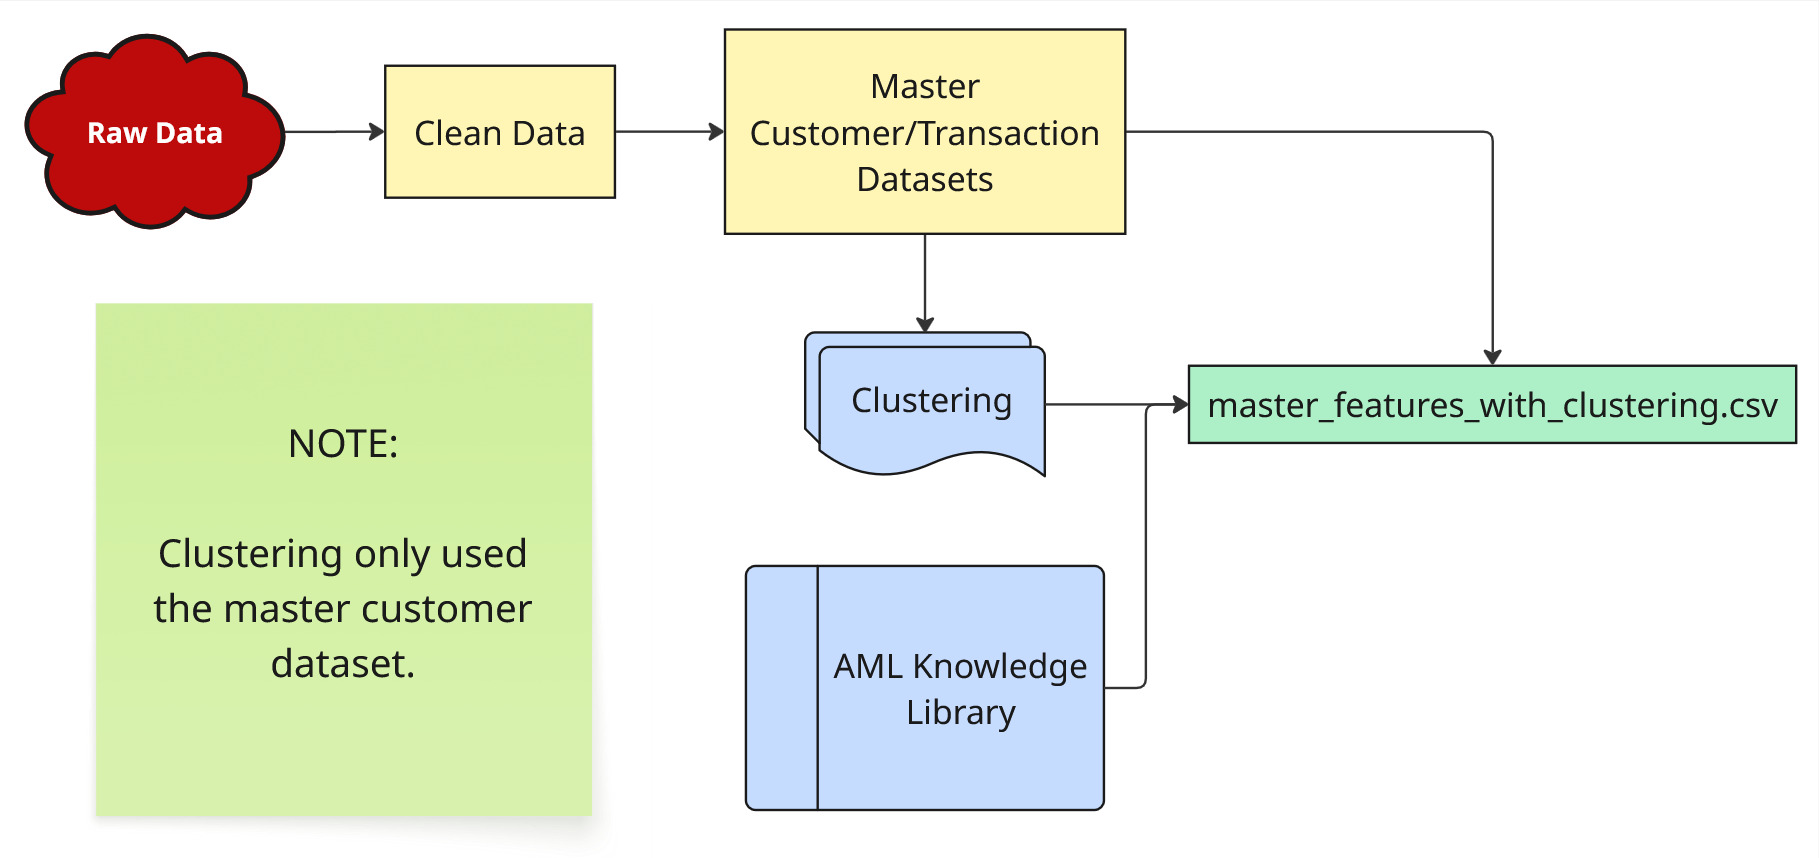 Raw Data
Clean Data
Master
Customer/Transaction
Datasets
Clustering
master_features_with_clustering.csv
AML Knowledge
Library
NOTE:
Clustering only used
the master customer
dataset.